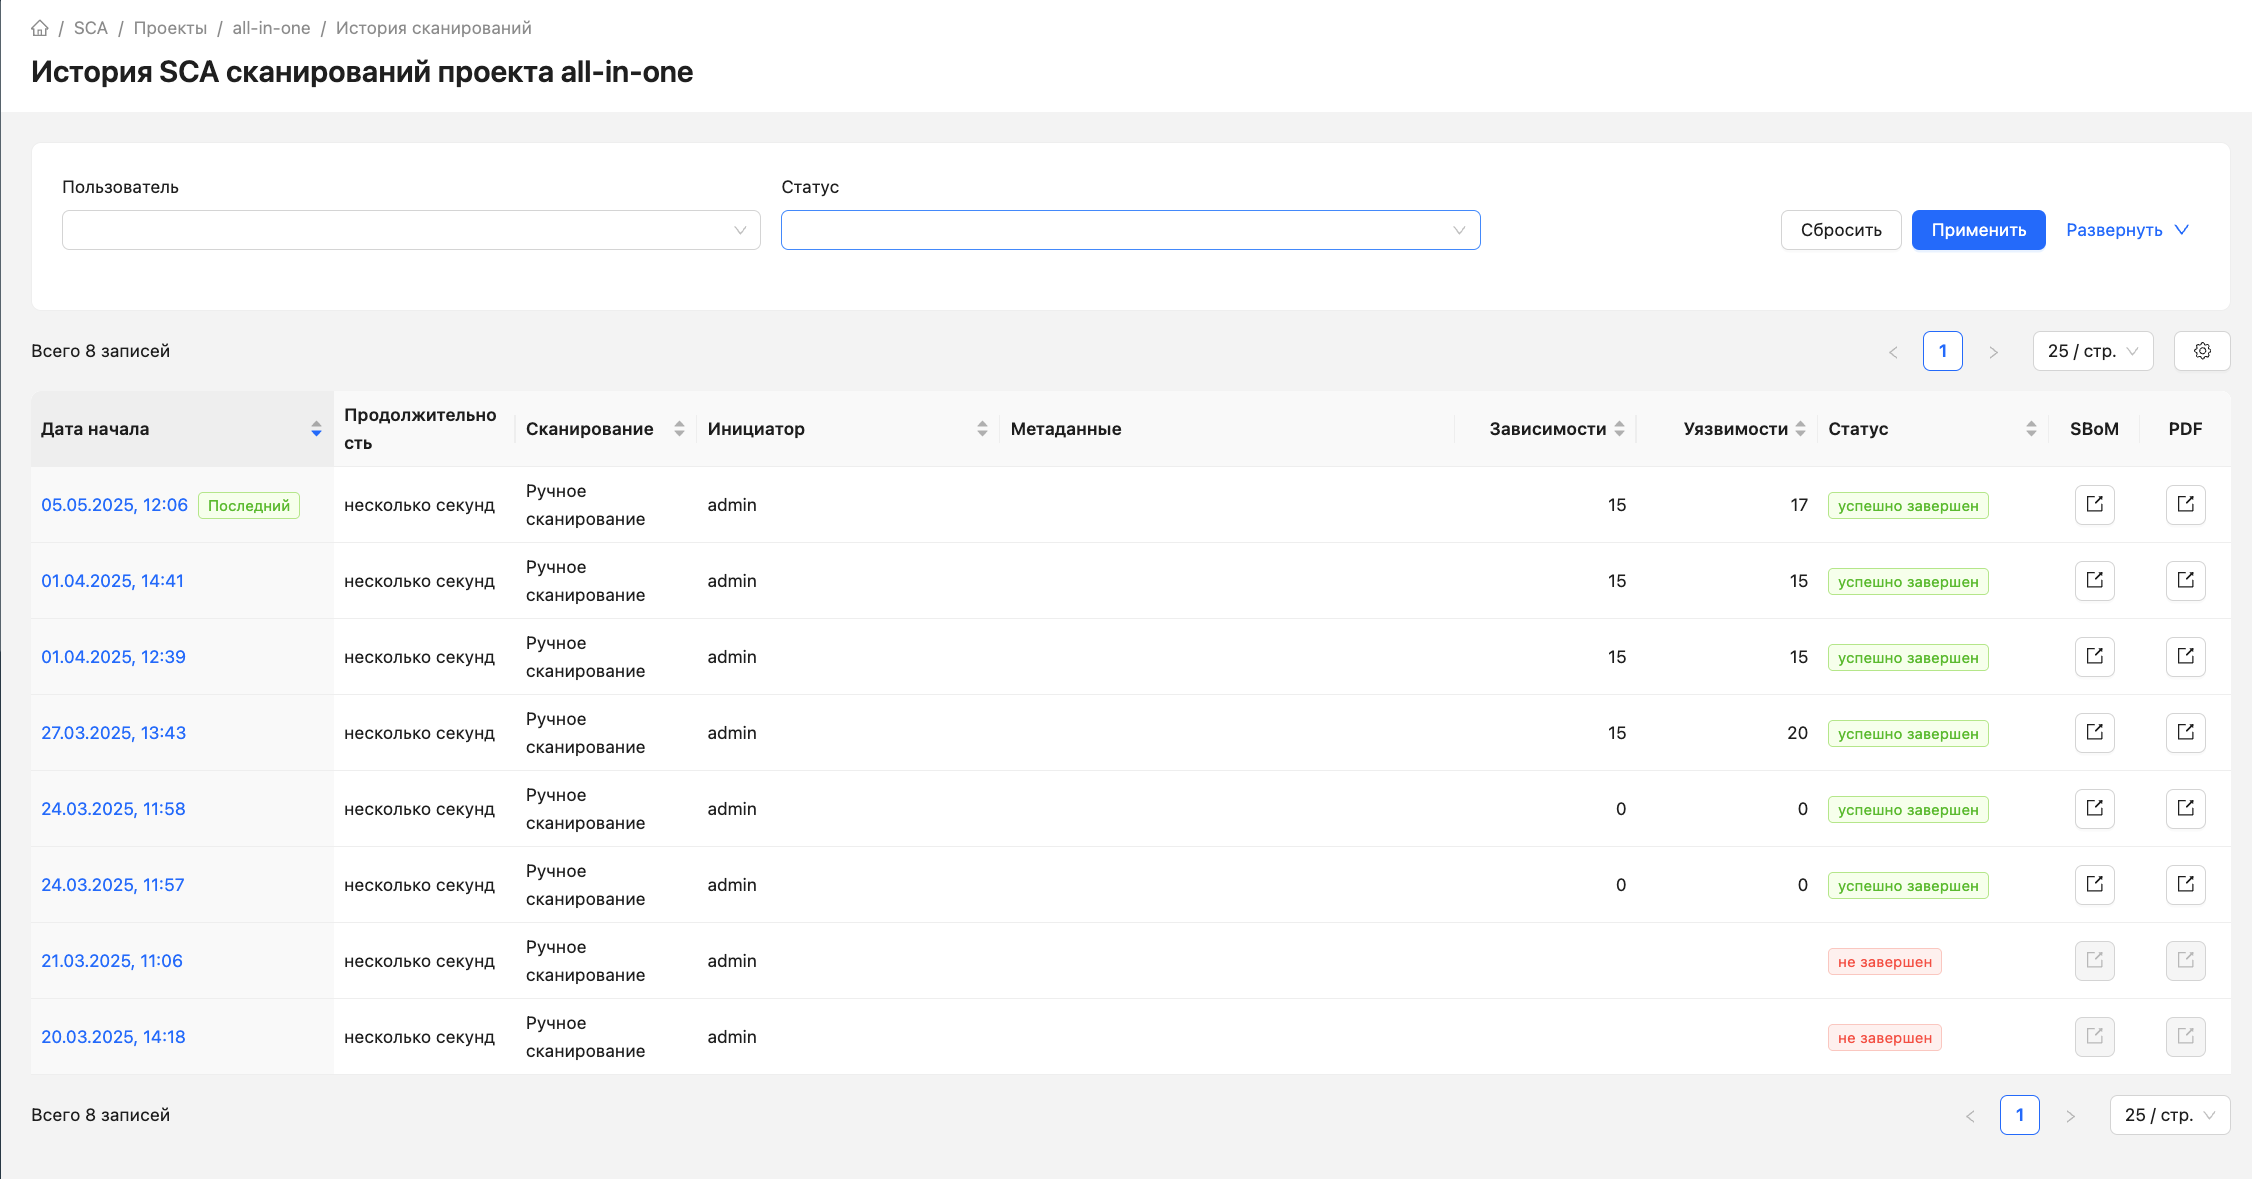 / SCA / Проекты / all-in-one / История сканирований
История SCA сканирований проекта all-in-one
Пользователь
Статус
Сбросить
Применить
Развернуть
Всего 8 записей
1
25 / стр.
Дата начала
Продолжительно
сть
Сканирование
Инициатор
Метаданные
Зависимости
Уязвимости
Статус
SBoM
PDF
05.05.2025, 12:06
Последний
несколько секунд
Ручное
сканирование
admin
15
17
успешно завершен
01.04.2025, 14:41
несколько секунд
Ручное
сканирование
admin
15
15
успешно завершен
01.04.2025, 12:39
несколько секунд
Ручное
сканирование
admin
15
15
успешно завершен
27.03.2025, 13:43
несколько секунд
Ручное
сканирование
admin
15
20
успешно завершен
24.03.2025, 11:58
несколько секунд
Ручное
сканирование
admin
0
0
успешно завершен
24.03.2025, 11:57
несколько секунд
Ручное
сканирование
admin
0
0
успешно завершен
21.03.2025, 11:06
несколько секунд
Ручное
сканирование
admin
не завершен
20.03.2025, 14:18
несколько секунд
Ручное
сканирование
admin
не завершен
Всего 8 записей
1
25 / стр.